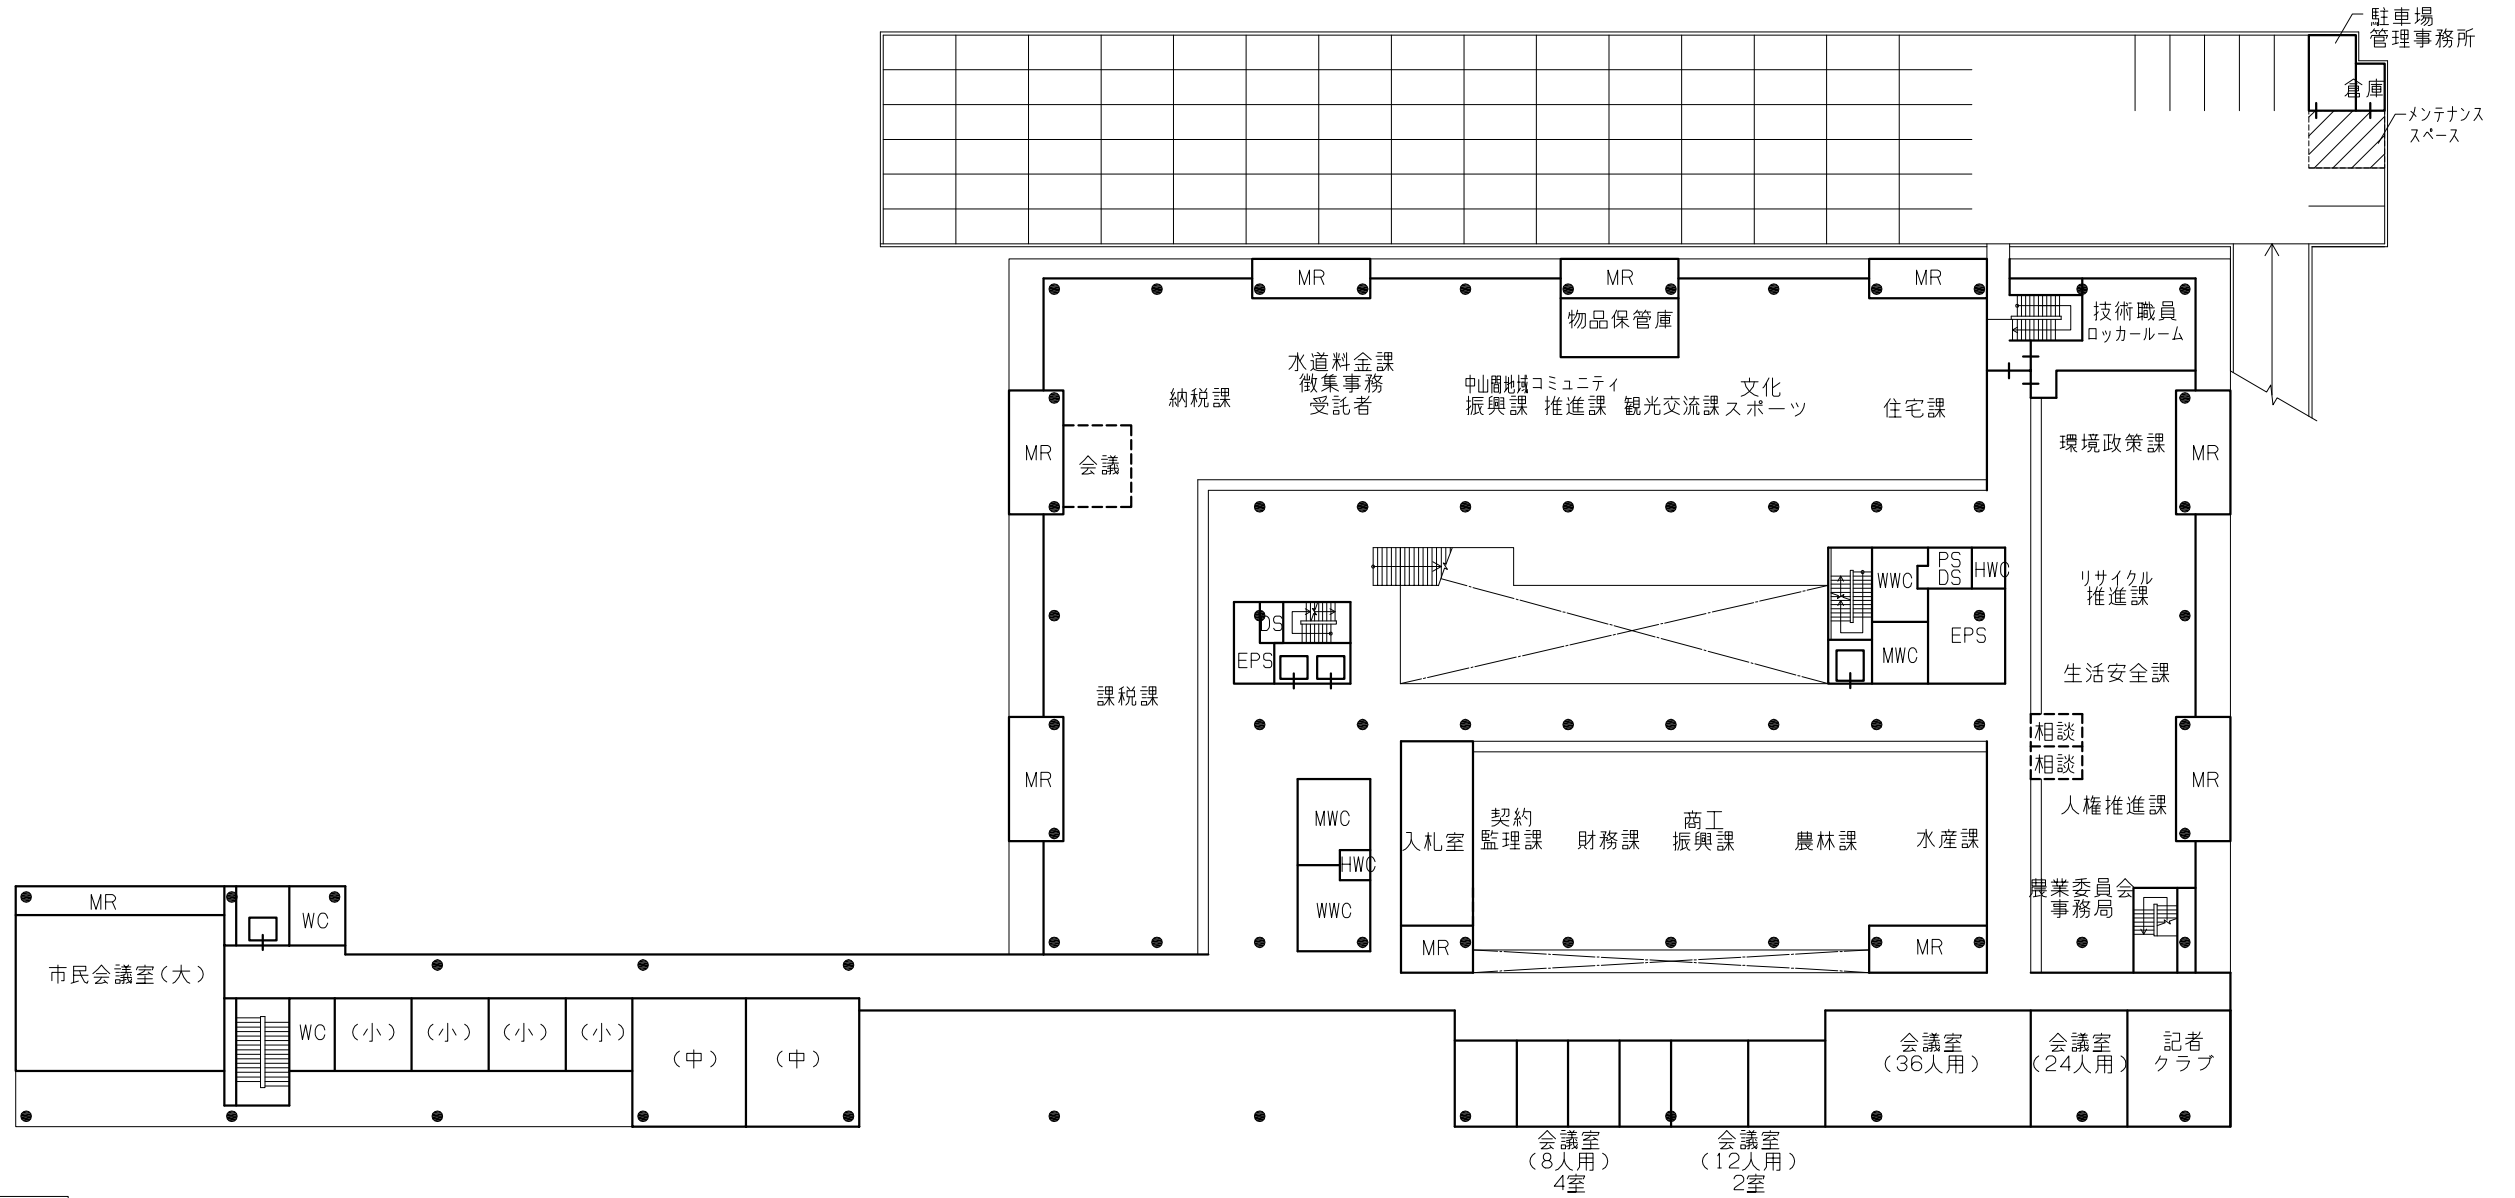 駐車場
管理事務所
倉庫
メンテナンス
スペース
MR
MR
MR
物品保管庫
技術職員
ロッカールーム
水道料金課
徴集事務
受託者
納税課
中山間地域
振興課
コミュニティ
推進課
観光交流課
文化
スポーツ
住宅課
環境政策課
MR
MR
会議
PS
DS
HWC
WWC
リサイクル
推進課
DS
EPS
EPS
MWC
生活安全課
課税課
相談
相談
MR
MR
人権推進課
MWC
HWC
WWC
入札室
契約
監理課
財務課
商工
振興課
農林課
水産課
農業委員会
事務局
MR
MR
MR
WC
市民会議室(大)
WC
(小)
(小)
(小)
(小)
(中)
(中)
会議室
(36人用)
会議室
(24人用)
記者
クラブ
会議室
(8人用)
4室
会議室
(12人用)
2室